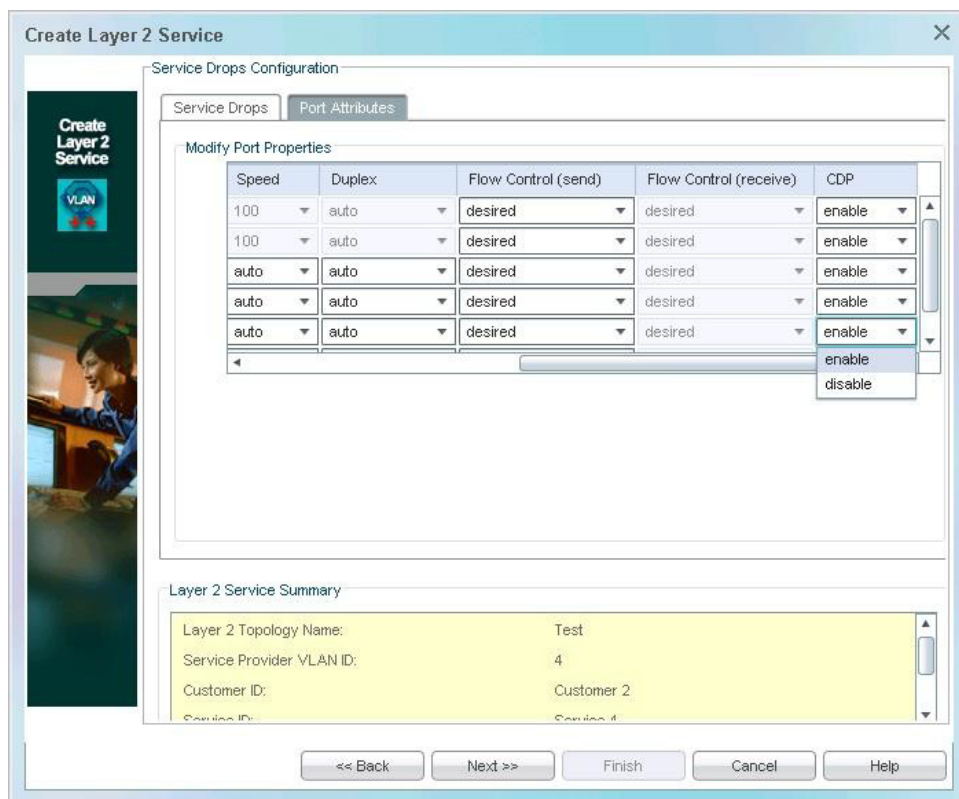 Create Layer 2 Service
Service Drops Configuration
Create
Layer 2
Service
VLAN
Service Drops Port Attributes
Modify Port Properties
Speed Duplex Flow Control (send) Flow Control (receive) CDP
100 auto desired desired enable
100 auto desired desired enable
auto auto desired desired enable
auto auto desired desired enable
auto auto desired desired enable
enable
disable
Layer 2 Service Summary
Layer 2 Topology Name: Test
Service Provider VLAN ID: 4
Customer ID: Customer 2
Service ID: Service 4
<< Back Next >> Finish Cancel Help